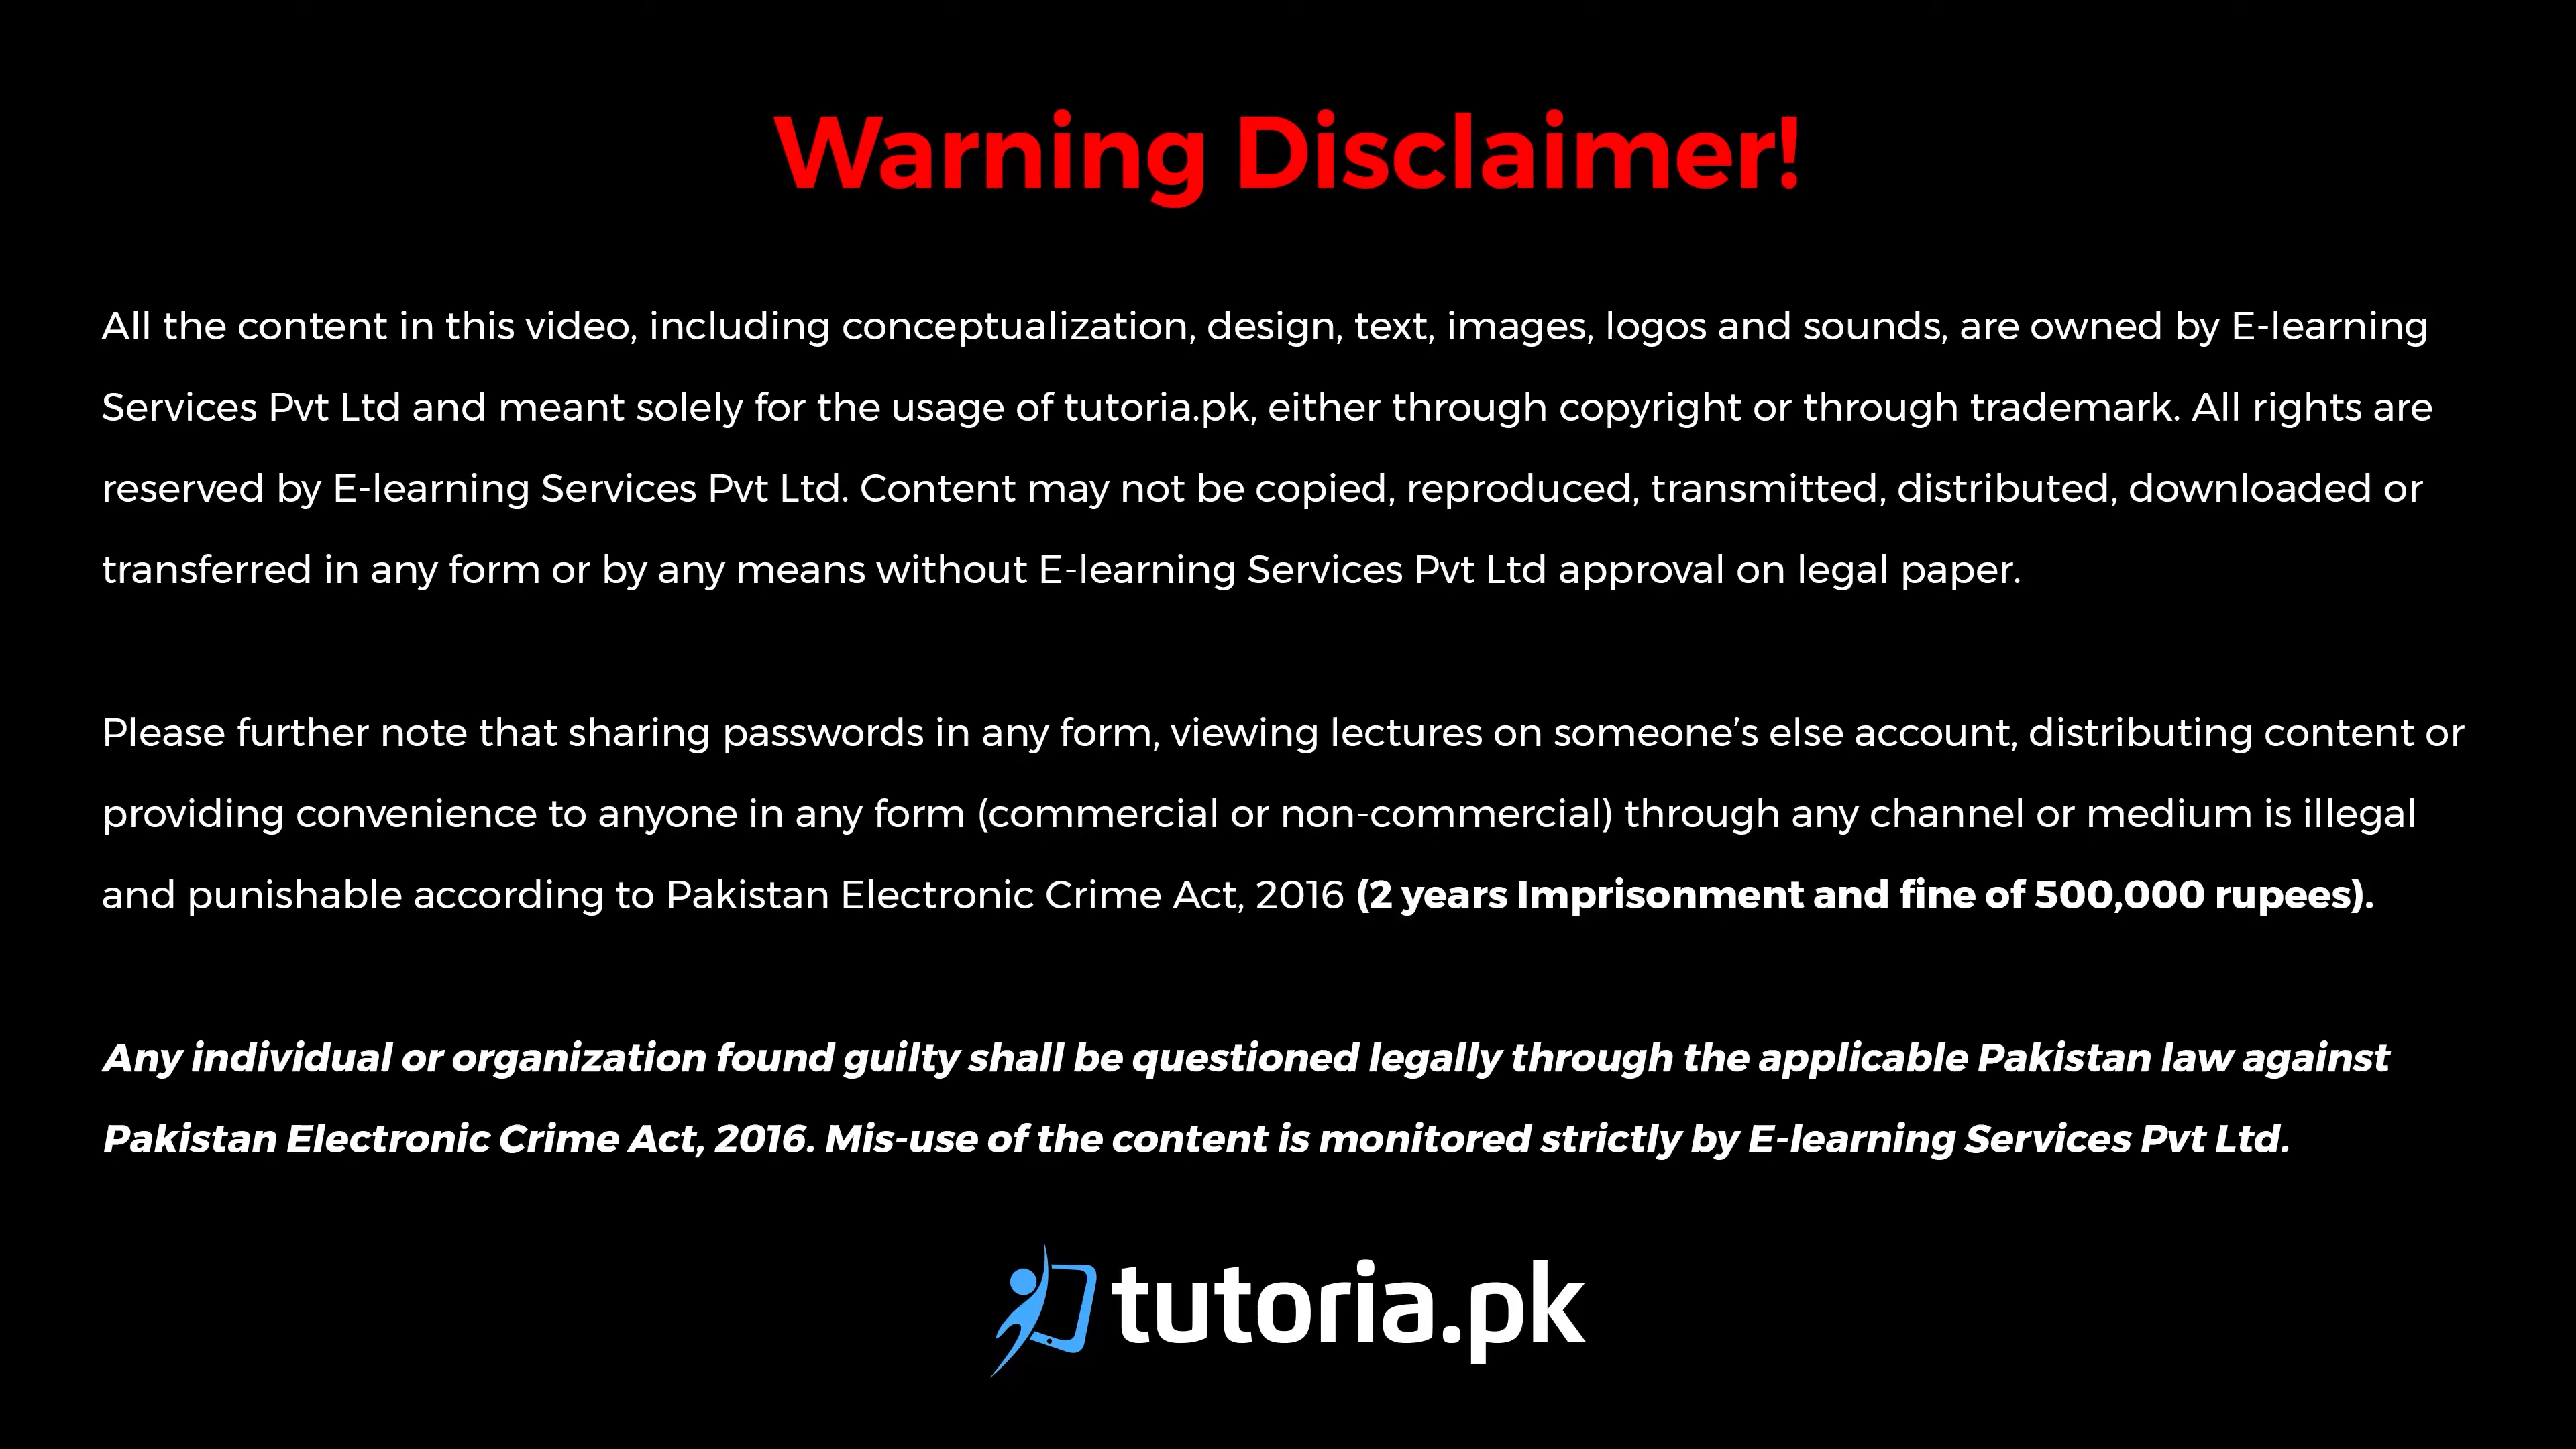 Warning Disclaimer!
All the content in this video, including conceptualization, design, text, images, logos and sounds, are owned by E-learning
Services Pvt Ltd and meant solely for the usage of tutoria.pk, either through copyright or through trademark. All rights are
reserved by E-learning Services Pvt Ltd. Content may not be copied, reproduced, transmitted, distributed, downloaded or
transferred in any form or by any means without E-learning Services Pvt Ltd approval on legal paper.
Please further note that sharing passwords in any form, viewing lectures on someone’s else account, distributing content or
providing convenience to anyone in any form (commercial or non-commercial) through any channel or medium is illegal
and punishable according to Pakistan Electronic Crime Act, 2016 (2 years Imprisonment and fine of 500,000 rupees).
Any individual or organization found guilty shall be questioned legally through the applicable Pakistan law against
Pakistan Electronic Crime Act, 2016. Mis-use of the content is monitored strictly by E-learning Services Pvt Ltd.
tutoria.pk